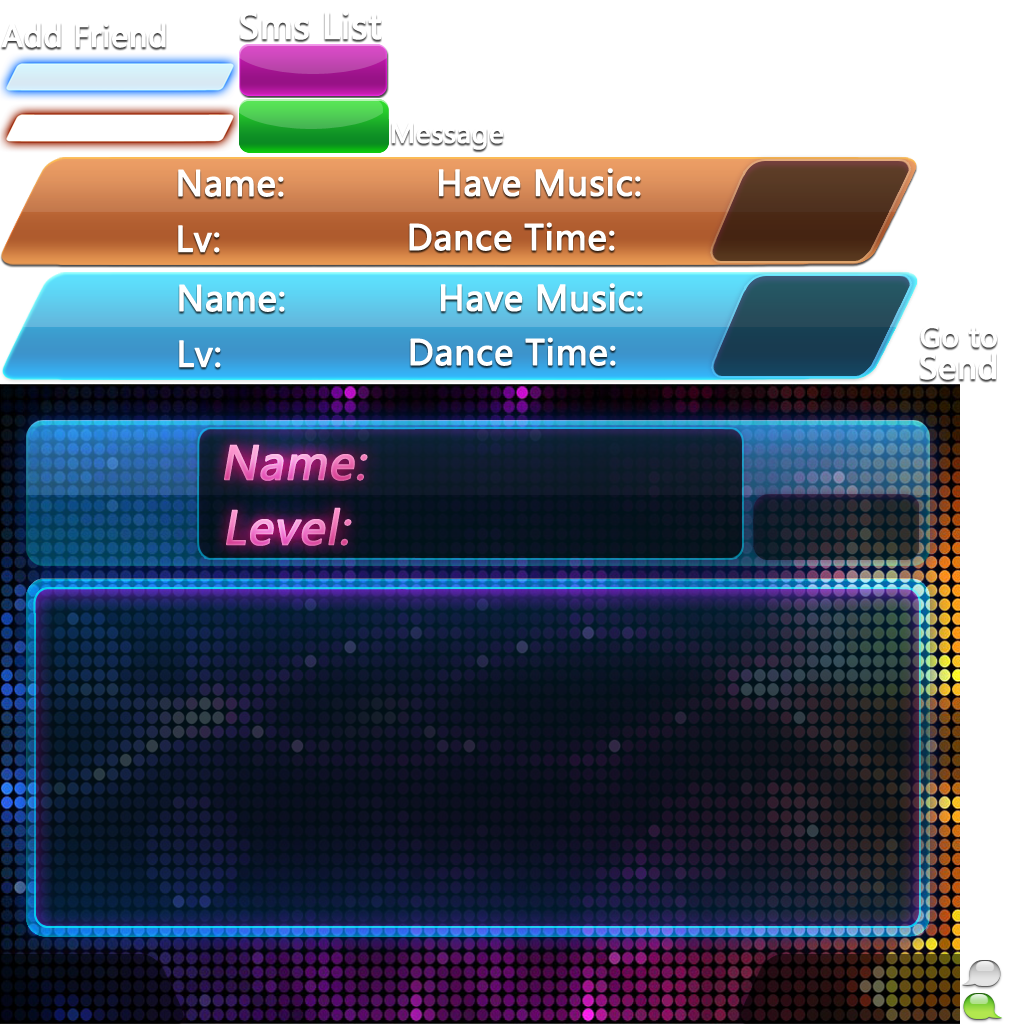 Add Friend
Sms List
Message
Name:
Have Music:
Lv:
Dance Time:
Name:
Have Music:
Lv:
Dance Time:
Go to
Send
Name:
Level: